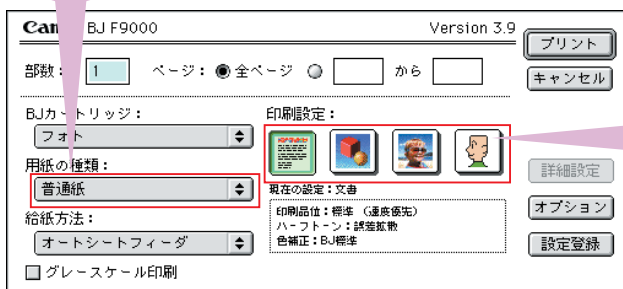 Canon BJ F9000 Version 3.9
プリント
部数： 1 ページ： 全ページ から
キャンセル
BJカートリッジ： 印刷設定：
フォト
用紙の種類：
詳細設定
普通紙 現在の設定：文書
オプション
印刷品位：標準 （速度優先）
給紙方法： ハーフトーン：誤差拡散
オートシートフィーダ 色補正：BJ標準
設定登録
グレースケール印刷